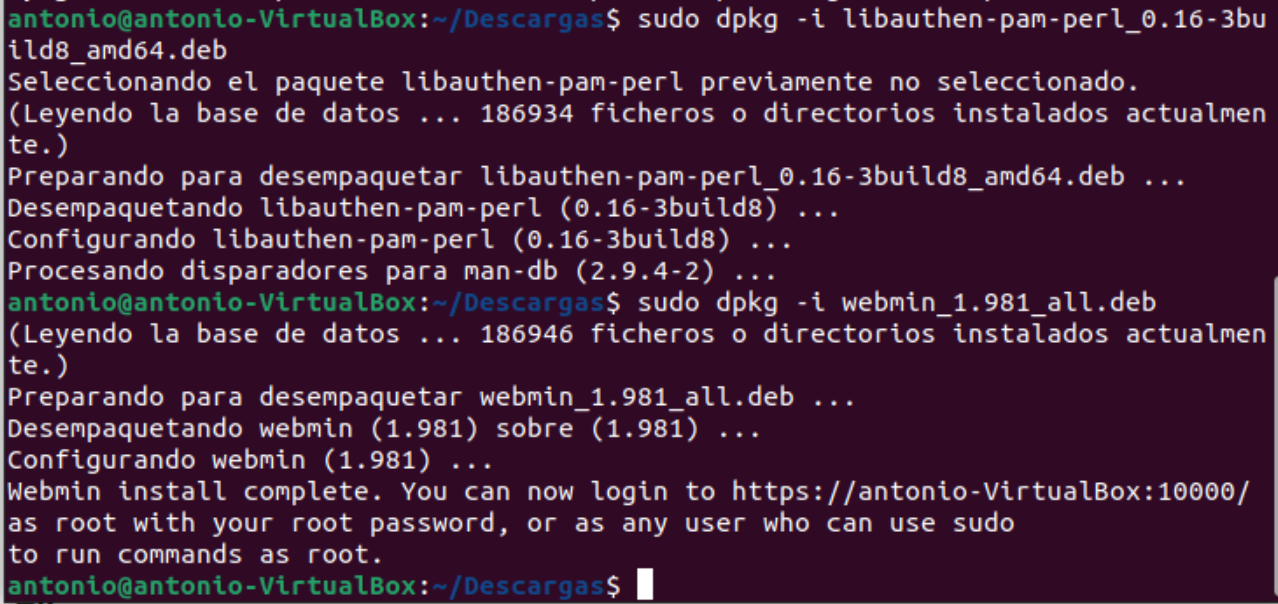 antonio@antonio-VirtualBox:~/Descargas$ sudo dpkg -i libauthen-pam-perl_0.16-3bu
ild8_amd64.deb
Seleccionando el paquete libauthen-pam-perl previamente no seleccionado.
(Leyendo la base de datos ... 186934 ficheros o directorios instalados actualmen
te.)
Preparando para desempaquetar libauthen-pam-perl_0.16-3build8_amd64.deb ...
Desempaquetando libauthen-pam-perl (0.16-3build8) ...
Configurando libauthen-pam-perl (0.16-3build8) ...
Procesando disparadores para man-db (2.9.4-2) ...
antonio@antonio-VirtualBox:~/Descargas$ sudo dpkg -i webmin_1.981_all.deb
(Leyendo la base de datos ... 186946 ficheros o directorios instalados actualmen
te.)
Preparando para desempaquetar webmin_1.981_all.deb ...
Desempaquetando webmin (1.981) sobre (1.981) ...
Configurando webmin (1.981) ...
Webmin install complete. You can now login to https://antonio-VirtualBox:10000/
as root with your root password, or as any user who can use sudo
to run commands as root.
antonio@antonio-VirtualBox:~/Descargas$